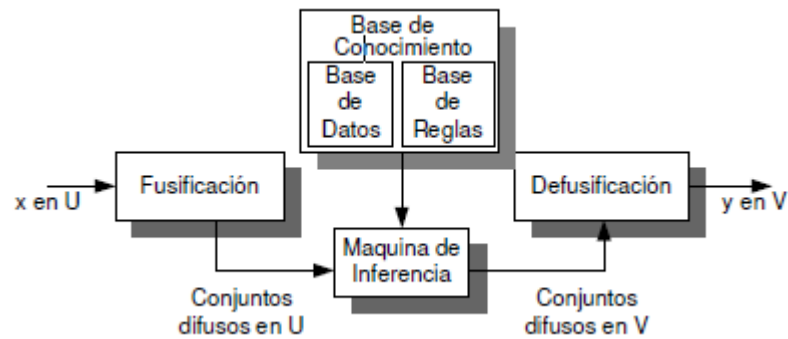 Base de
Conocimiento
Base
de
Datos
Base
de
Reglas
Fusificación
Defusificación
x en U
y en V
Maquina de
Inferencia
Conjuntos
difusos en U
Conjuntos
difusos en V